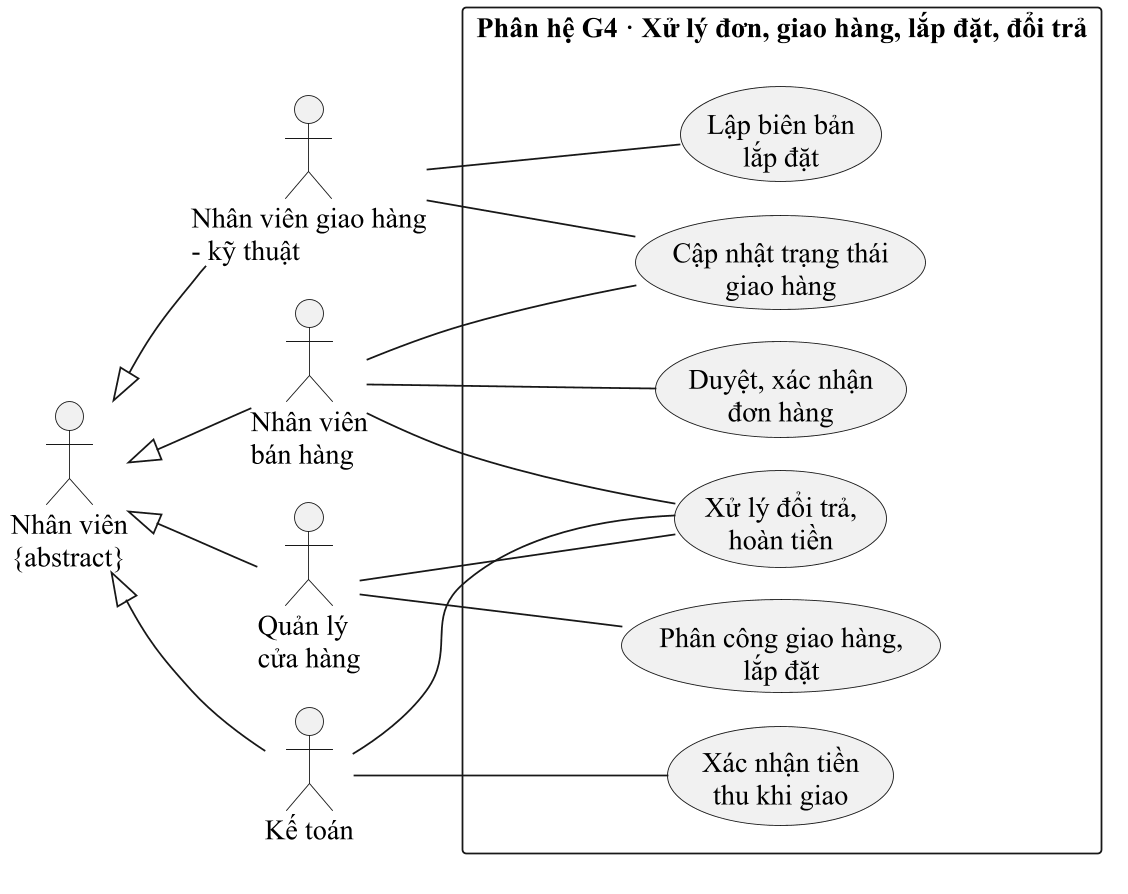 Phân hệ G4 · Xử lý đơn, giao hàng, lắp đặt, đổi trả
Lập biên bản
lắp đặt
Nhân viên giao hàng
- kỹ thuật
Cập nhật trạng thái
giao hàng
Duyệt, xác nhận
đơn hàng
Nhân viên
bán hàng
Nhân viên
{abstract}
Xử lý đổi trả,
hoàn tiền
Quản lý
cửa hàng
Phân công giao hàng,
lắp đặt
Xác nhận tiền
thu khi giao
Kế toán